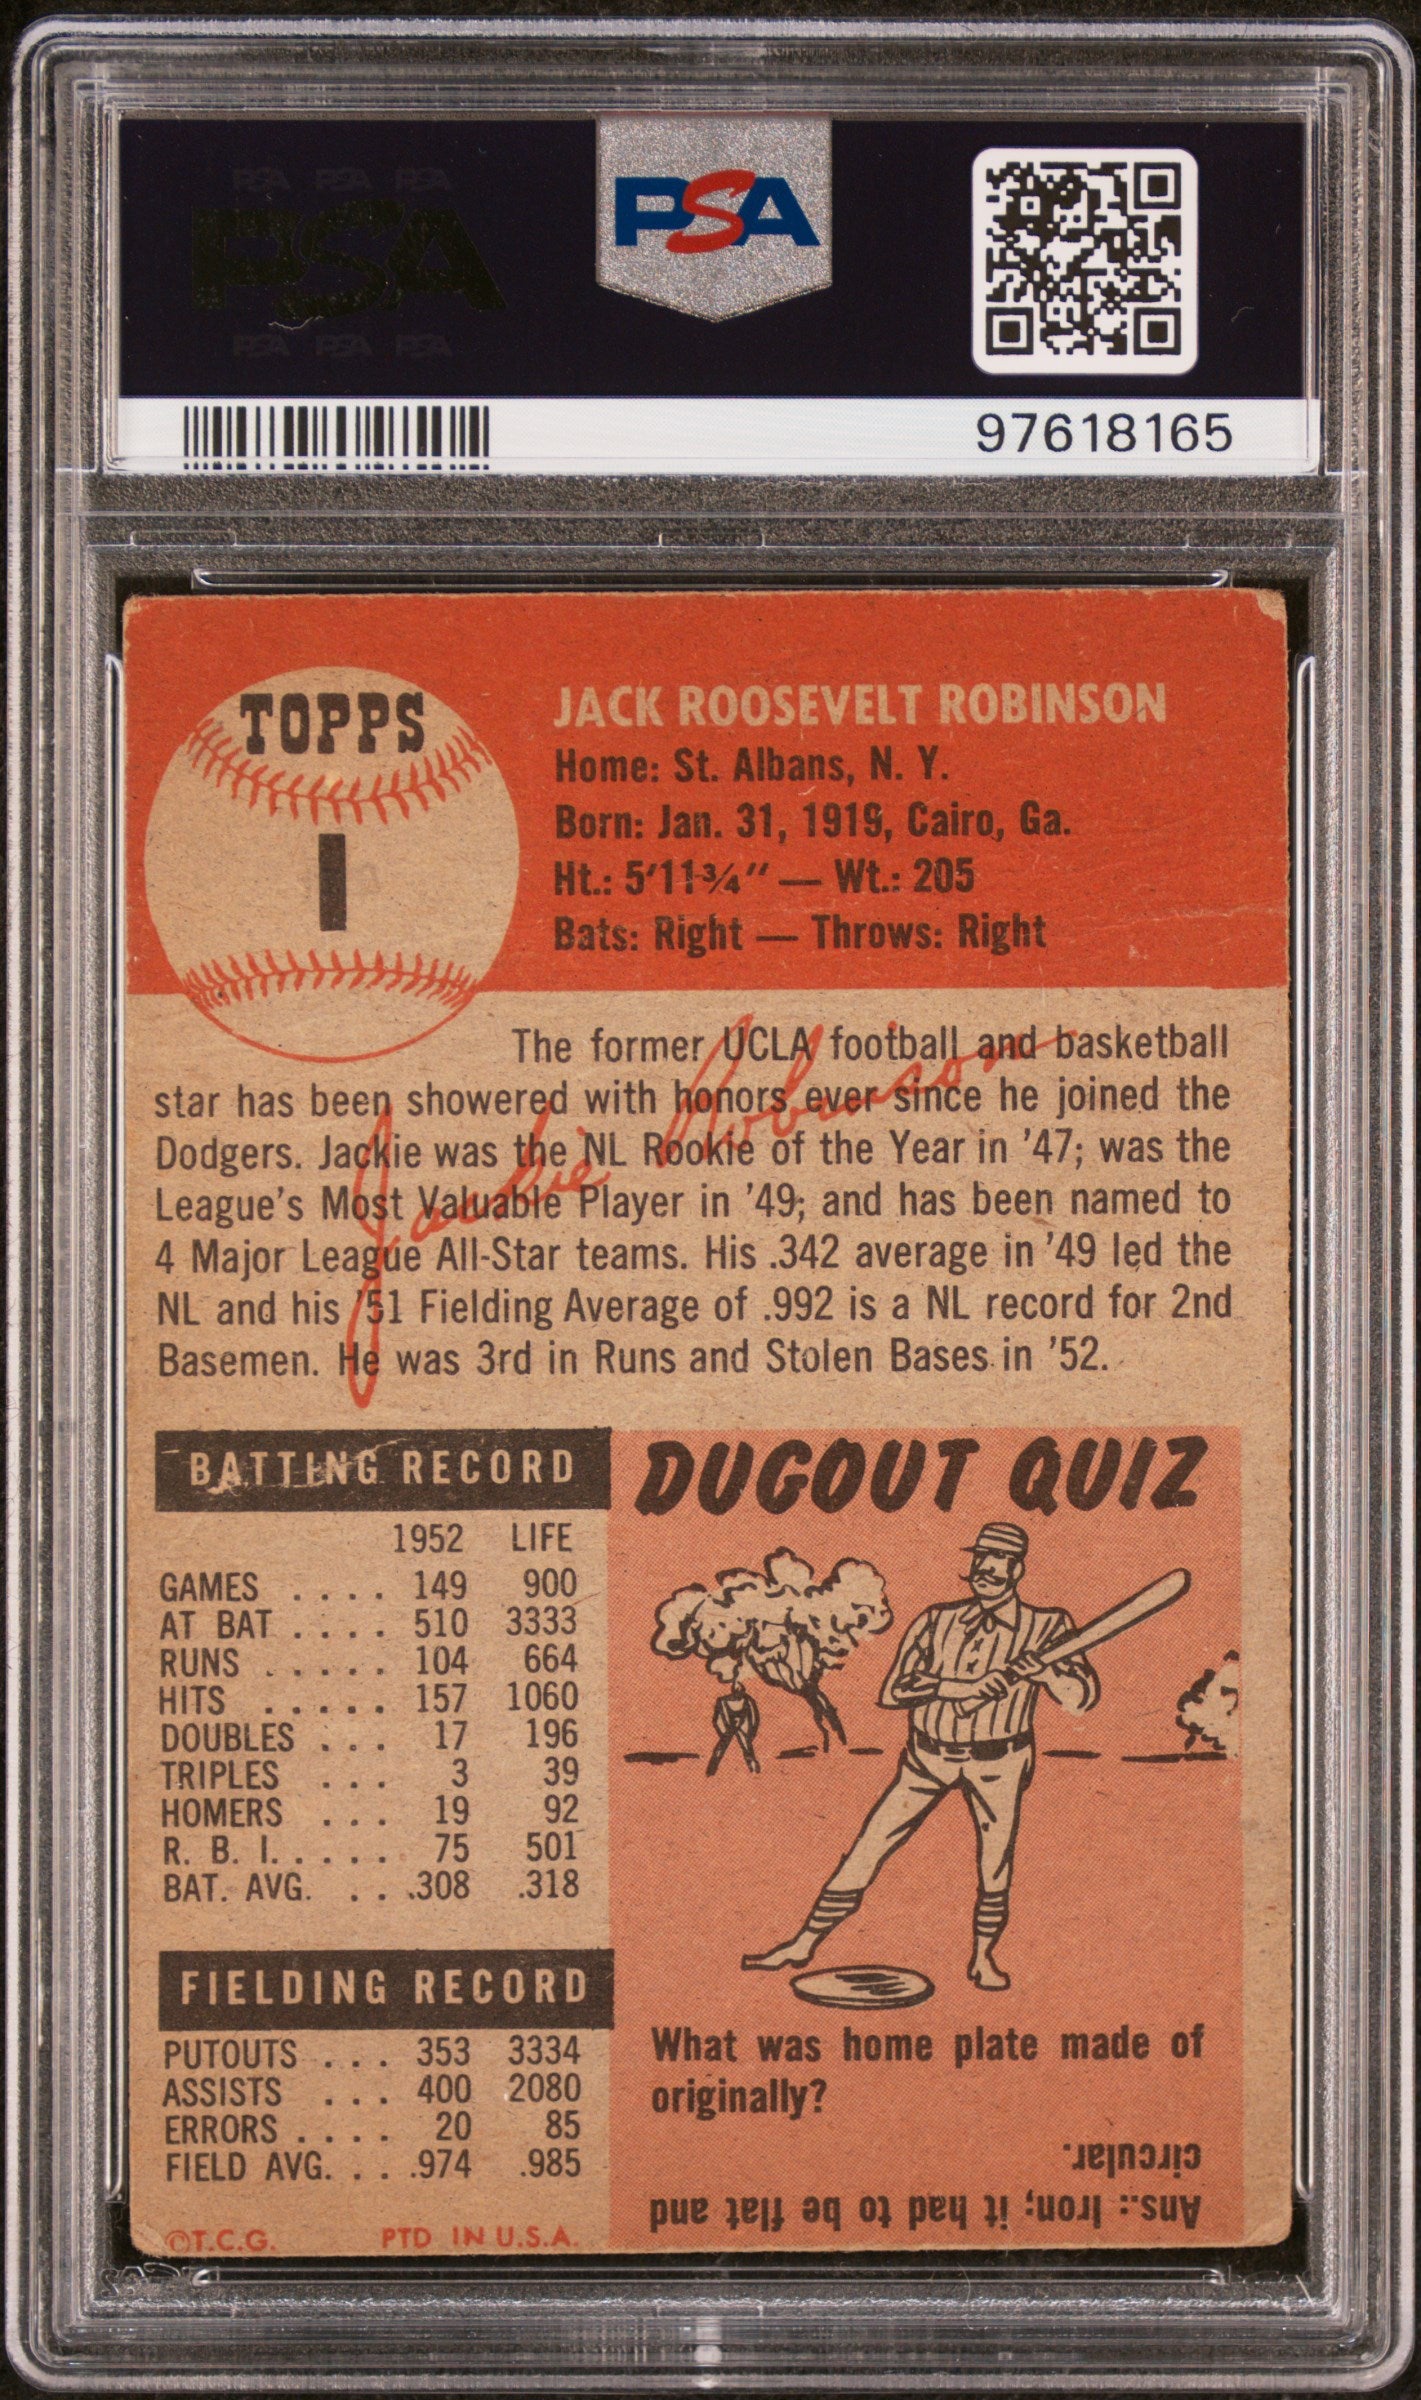 PSA PSA PSA
PSA
PSA PSA PSA
PSA
97618165
TOPPS
1
JACK ROOSEVELT ROBINSON
Home: St. Albans, N. Y.
Born: Jan. 31, 1919, Cairo, Ga.
Ht.: 5'11¾" — Wt.: 205
Bats: Right — Throws: Right
The former UCLA football and basketball
star has been showered with honors ever since he joined the
Dodgers. Jackie was the NL Rookie of the Year in '47; was the
League's Most Valuable Player in '49; and has been named to
4 Major League All-Star teams. His .342 average in '49 led the
NL and his '51 Fielding Average of .992 is a NL record for 2nd
Basemen. He was 3rd in Runs and Stolen Bases in '52.
Jackie Robinson
BATTING RECORD
1952 LIFE
GAMES .... 149 900
AT BAT .... 510 3333
RUNS ..... 104 664
HITS ..... 157 1060
DOUBLES ... 17 196
TRIPLES ... 3 39
HOMERS ... 19 92
R. B. I. .... 75 501
BAT. AVG. ... .308 .318
FIELDING RECORD
PUTOUTS ... 353 3334
ASSISTS ... 400 2080
ERRORS .... 20 85
FIELD AVG. ... .974 .985
©T.C.G. PTD IN U.S.A.
DUGOUT QUIZ
What was home plate made of
originally?
Ans.: Iron; it had to be flat and
circular.